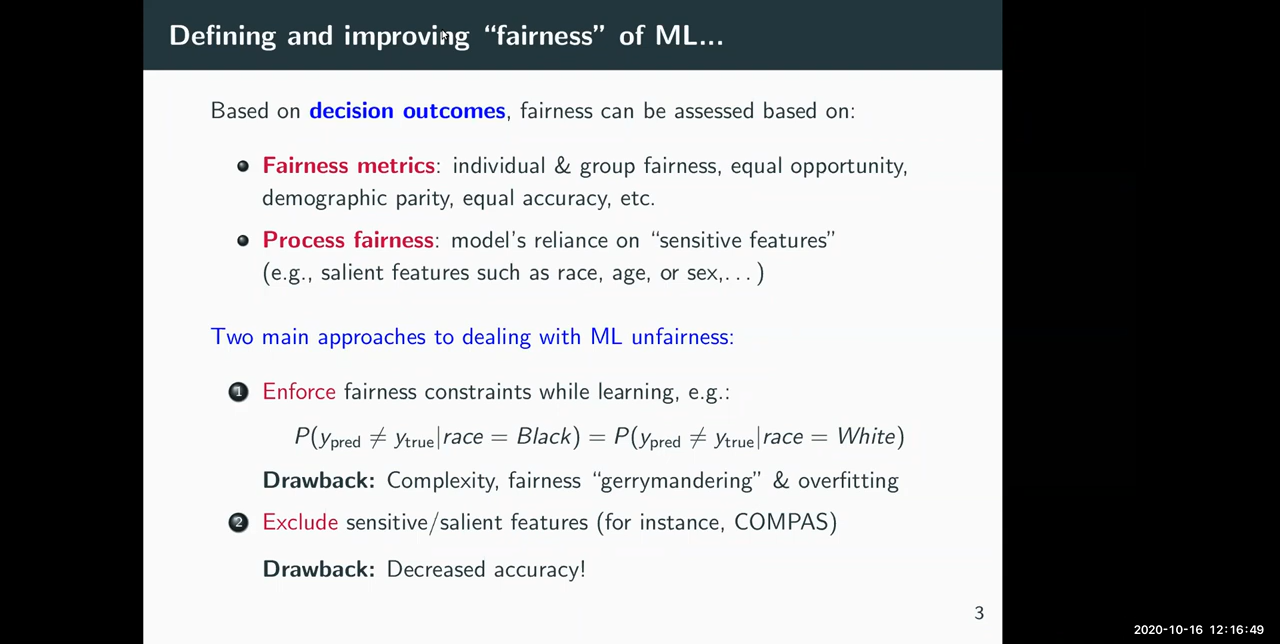 Defining and improving “fairness” of ML...
Based on decision outcomes, fairness can be assessed based on:
Fairness metrics: individual & group fairness, equal opportunity,
demographic parity, equal accuracy, etc.
Process fairness: model's reliance on “sensitive features”
(e.g., salient features such as race, age, or sex,...)
Two main approaches to dealing with ML unfairness:
1 Enforce fairness constraints while learning, e.g.:
P(y_pred ≠ y_true|race = Black) = P(y_pred ≠ y_true|race = White)
Drawback: Complexity, fairness “gerrymandering” & overfitting
2 Exclude sensitive/salient features (for instance, COMPAS)
Drawback: Decreased accuracy!
3
2020-10-16 12:16:49